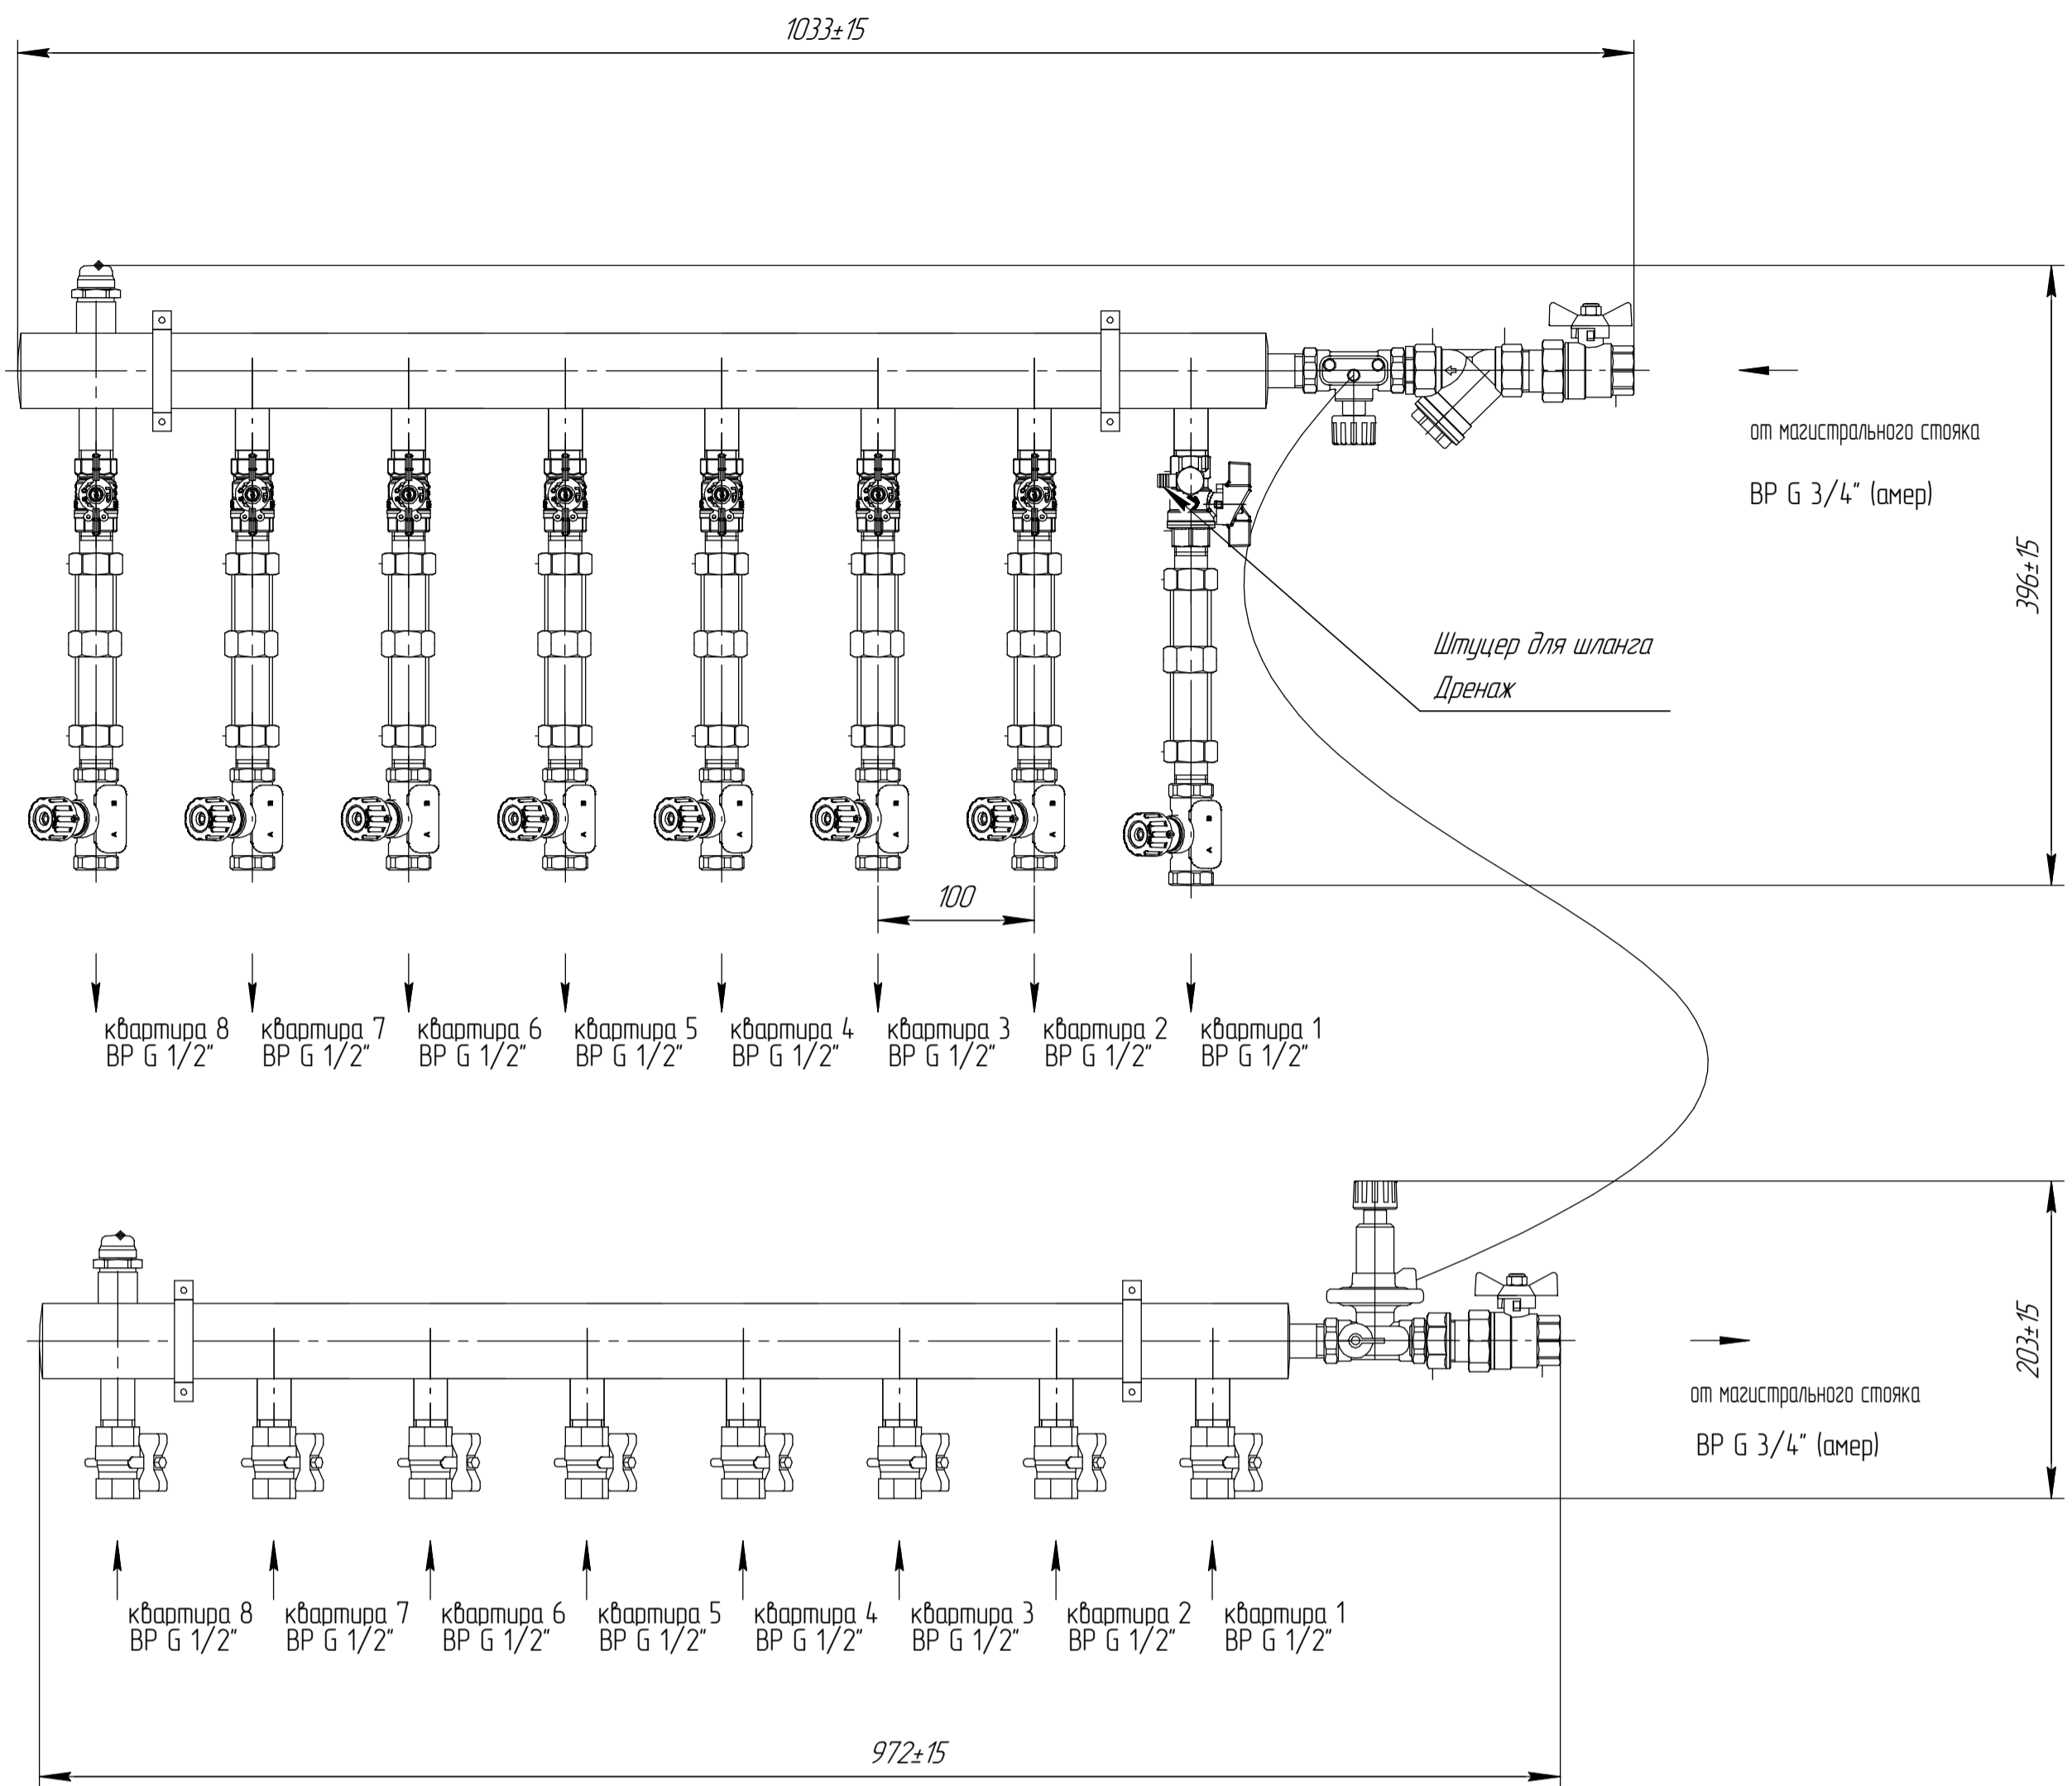 1033±15
от магистрального стояка
ВР G 3/4" (амер)
396±15
Штуцер для шланга
Дренаж
100
квартира 8
ВР G 1/2"
квартира 7
ВР G 1/2"
квартира 6
ВР G 1/2"
квартира 5
ВР G 1/2"
квартира 4
ВР G 1/2"
квартира 3
ВР G 1/2"
квартира 2
ВР G 1/2"
квартира 1
ВР G 1/2"
203±15
от магистрального стояка
ВР G 3/4" (амер)
квартира 8
ВР G 1/2"
квартира 7
ВР G 1/2"
квартира 6
ВР G 1/2"
квартира 5
ВР G 1/2"
квартира 4
ВР G 1/2"
квартира 3
ВР G 1/2"
квартира 2
ВР G 1/2"
квартира 1
ВР G 1/2"
972±15